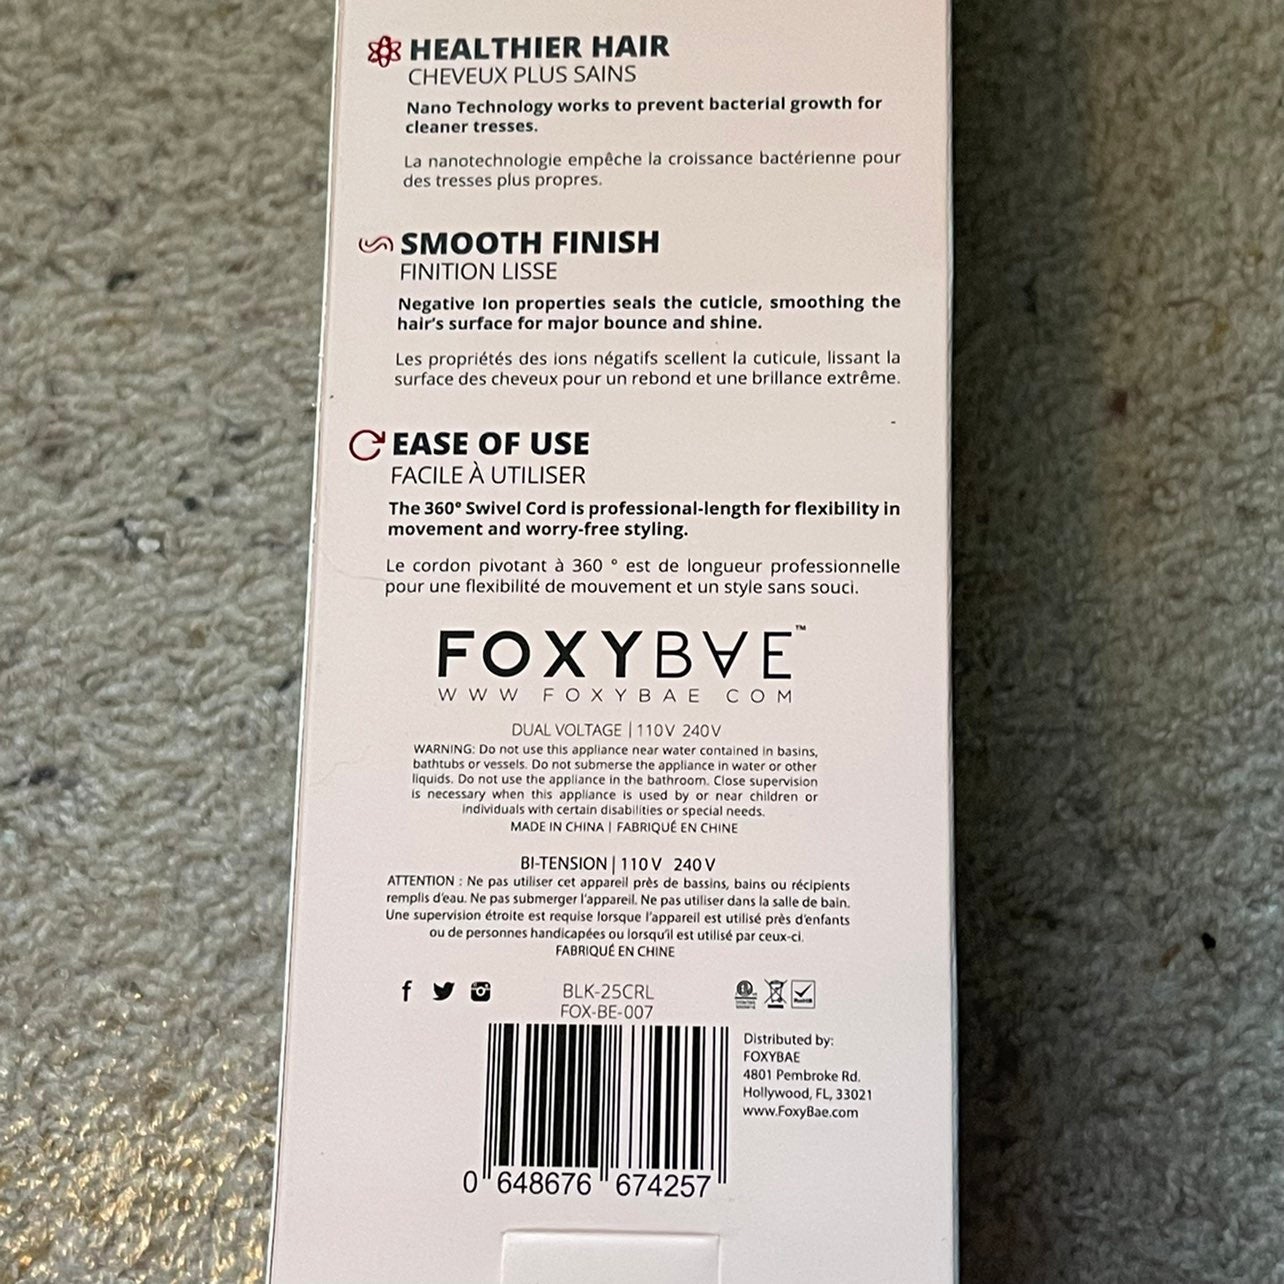 HEALTHIER HAIR
CHEVEUX PLUS SAINS
Nano Technology works to prevent bacterial growth for
cleaner tresses.
La nanotechnologie empêche la croissance bactérienne pour
des tresses plus propres.
SMOOTH FINISH
FINITION LISSE
Negative Ion properties seals the cuticle, smoothing the
hair's surface for major bounce and shine.
Les propriétés des ions négatifs scellent la cuticule, lissant la
surface des cheveux pour un rebond et une brillance extrême.
EASE OF USE
FACILE À UTILISER
The 360° Swivel Cord is professional-length for flexibility in
movement and worry-free styling.
Le cordon pivotant à 360 ° est de longueur professionnelle
pour une flexibilité de mouvement et un style sans souci.
FOXYBAE™
WWW FOXYBAE COM
DUAL VOLTAGE | 110V 240V
WARNING: Do not use this appliance near water contained in basins,
bathtubs or vessels. Do not submerse the appliance in water or other
liquids. Do not use the appliance in the bathroom. Close supervision
is necessary when this appliance is used by or near children or
individuals with certain disabilities or special needs.
MADE IN CHINA | FABRIQUÉ EN CHINE
BI-TENSION | 110 V 240 V
ATTENTION : Ne pas utiliser cet appareil près de bassins, bains ou récipients
remplis d'eau. Ne pas submerger l'appareil. Ne pas utiliser dans la salle de bain.
Une supervision étroite est requise lorsque l'appareil est utilisé près d'enfants
ou de personnes handicapées ou lorsqu'il est utilisé par ceux-ci.
FABRIQUÉ EN CHINE
BLK-25CRL
FOX-BE-007
Distributed by:
FOXYBAE
4801 Pembroke Rd.
Hollywood, FL, 33021
www.FoxyBae.com
0 648676 674257